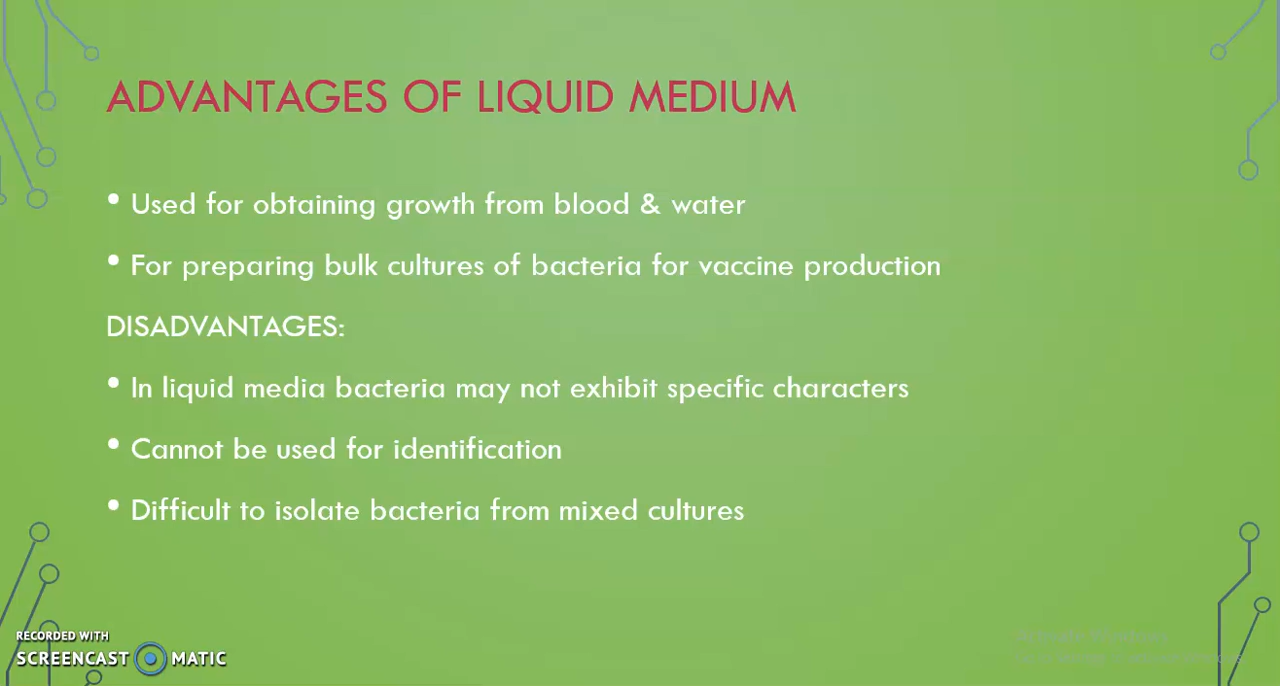 ADVANTAGES OF LIQUID MEDIUM
• Used for obtaining growth from blood & water
• For preparing bulk cultures of bacteria for vaccine production
DISADVANTAGES:
• In liquid media bacteria may not exhibit specific characters
• Cannot be used for identification
• Difficult to isolate bacteria from mixed cultures
RECORDED WITH
SCREENCAST MATIC
Activate Windows